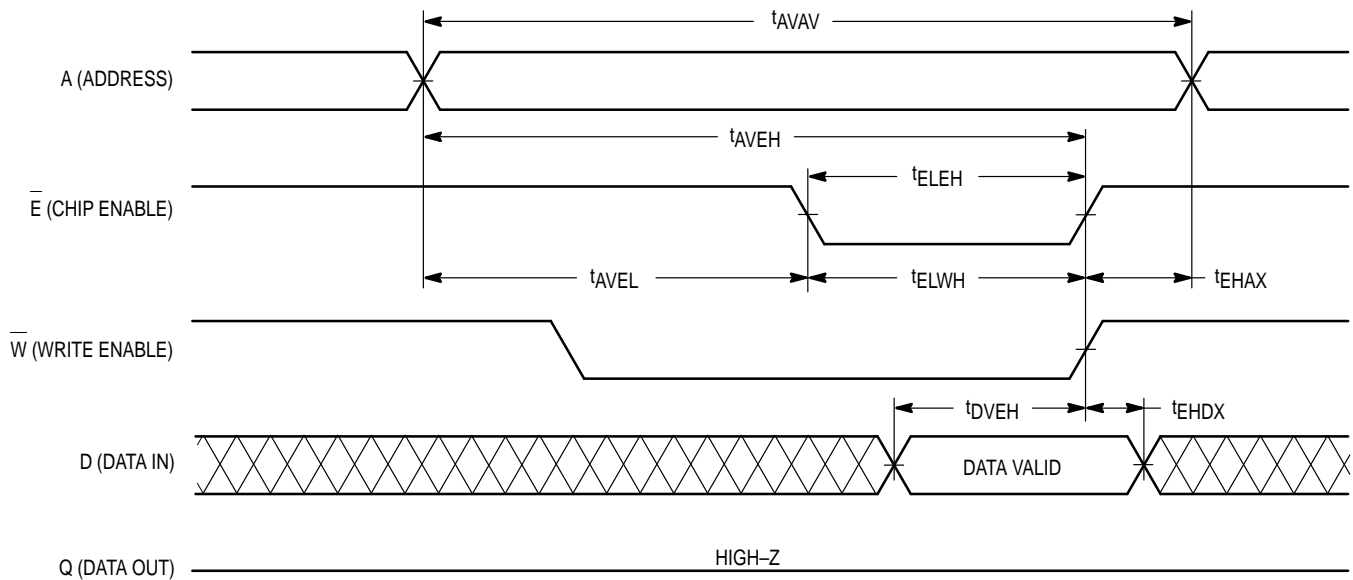 tAVAV
A (ADDRESS)
tAVEH
tELEH
E̅ (CHIP ENABLE)
tAVEL
tELWH
tEHAX
W̅ (WRITE ENABLE)
tDVEH
tEHDX
D (DATA IN)
DATA VALID
HIGH–Z
Q (DATA OUT)